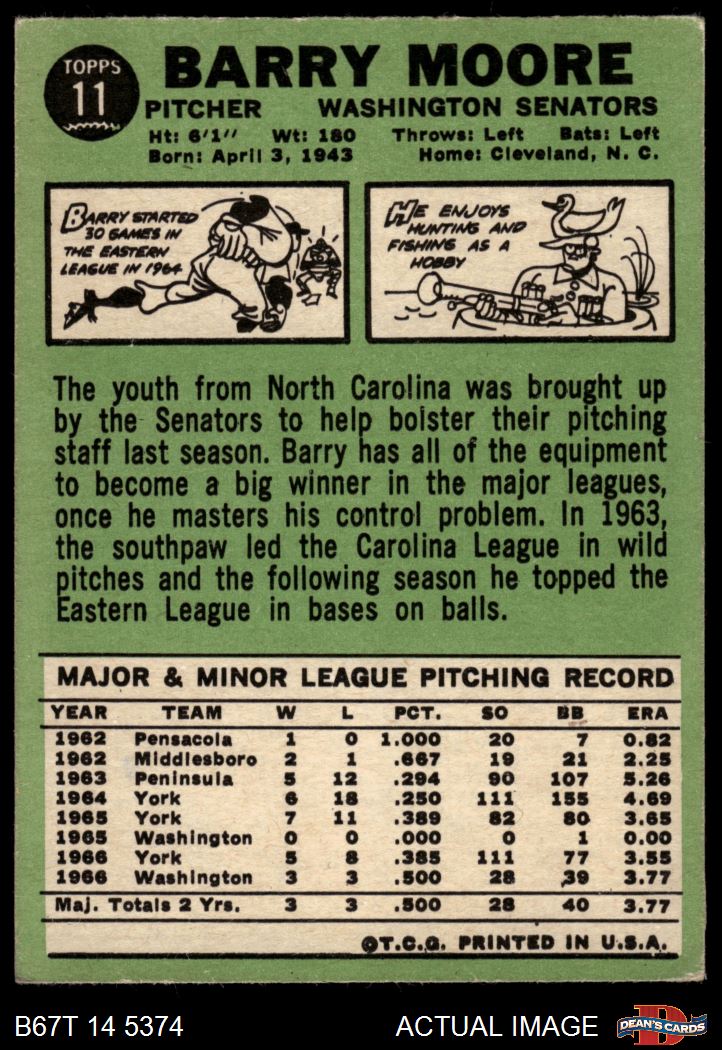 TOPPS
11
BARRY MOORE
PITCHER WASHINGTON SENATORS
Ht: 6'1" Wt: 180 Throws: Left Bats: Left
Born: April 3, 1943 Home: Cleveland, N. C.
BARRY STARTED
30 GAMES IN
THE EASTERN
LEAGUE IN 1964
HE ENJOYS
HUNTING AND
FISHING AS A
HOBBY
The youth from North Carolina was brought up
by the Senators to help bolster their pitching
staff last season. Barry has all of the equipment
to become a big winner in the major leagues,
once he masters his control problem. In 1963,
the southpaw led the Carolina League in wild
pitches and the following season he topped the
Eastern League in bases on balls.
MAJOR & MINOR LEAGUE PITCHING RECORD
YEAR TEAM W L PCT. SO BB ERA
1962 Pensacola 1 0 1.000 20 7 0.82
1962 Middlesboro 2 1 .667 19 21 2.25
1963 Peninsula 5 12 .294 90 107 5.26
1964 York 6 18 .250 111 155 4.69
1965 York 7 11 .389 82 80 3.65
1965 Washington 0 0 .000 0 1 0.00
1966 York 5 8 .385 111 77 3.55
1966 Washington 3 3 .500 28 39 3.77
Maj. Totals 2 Yrs. 3 3 .500 28 40 3.77
©T.C.G. PRINTED IN U.S.A.
B67T 14 5374 ACTUAL IMAGE
D
DEAN'S CARDS